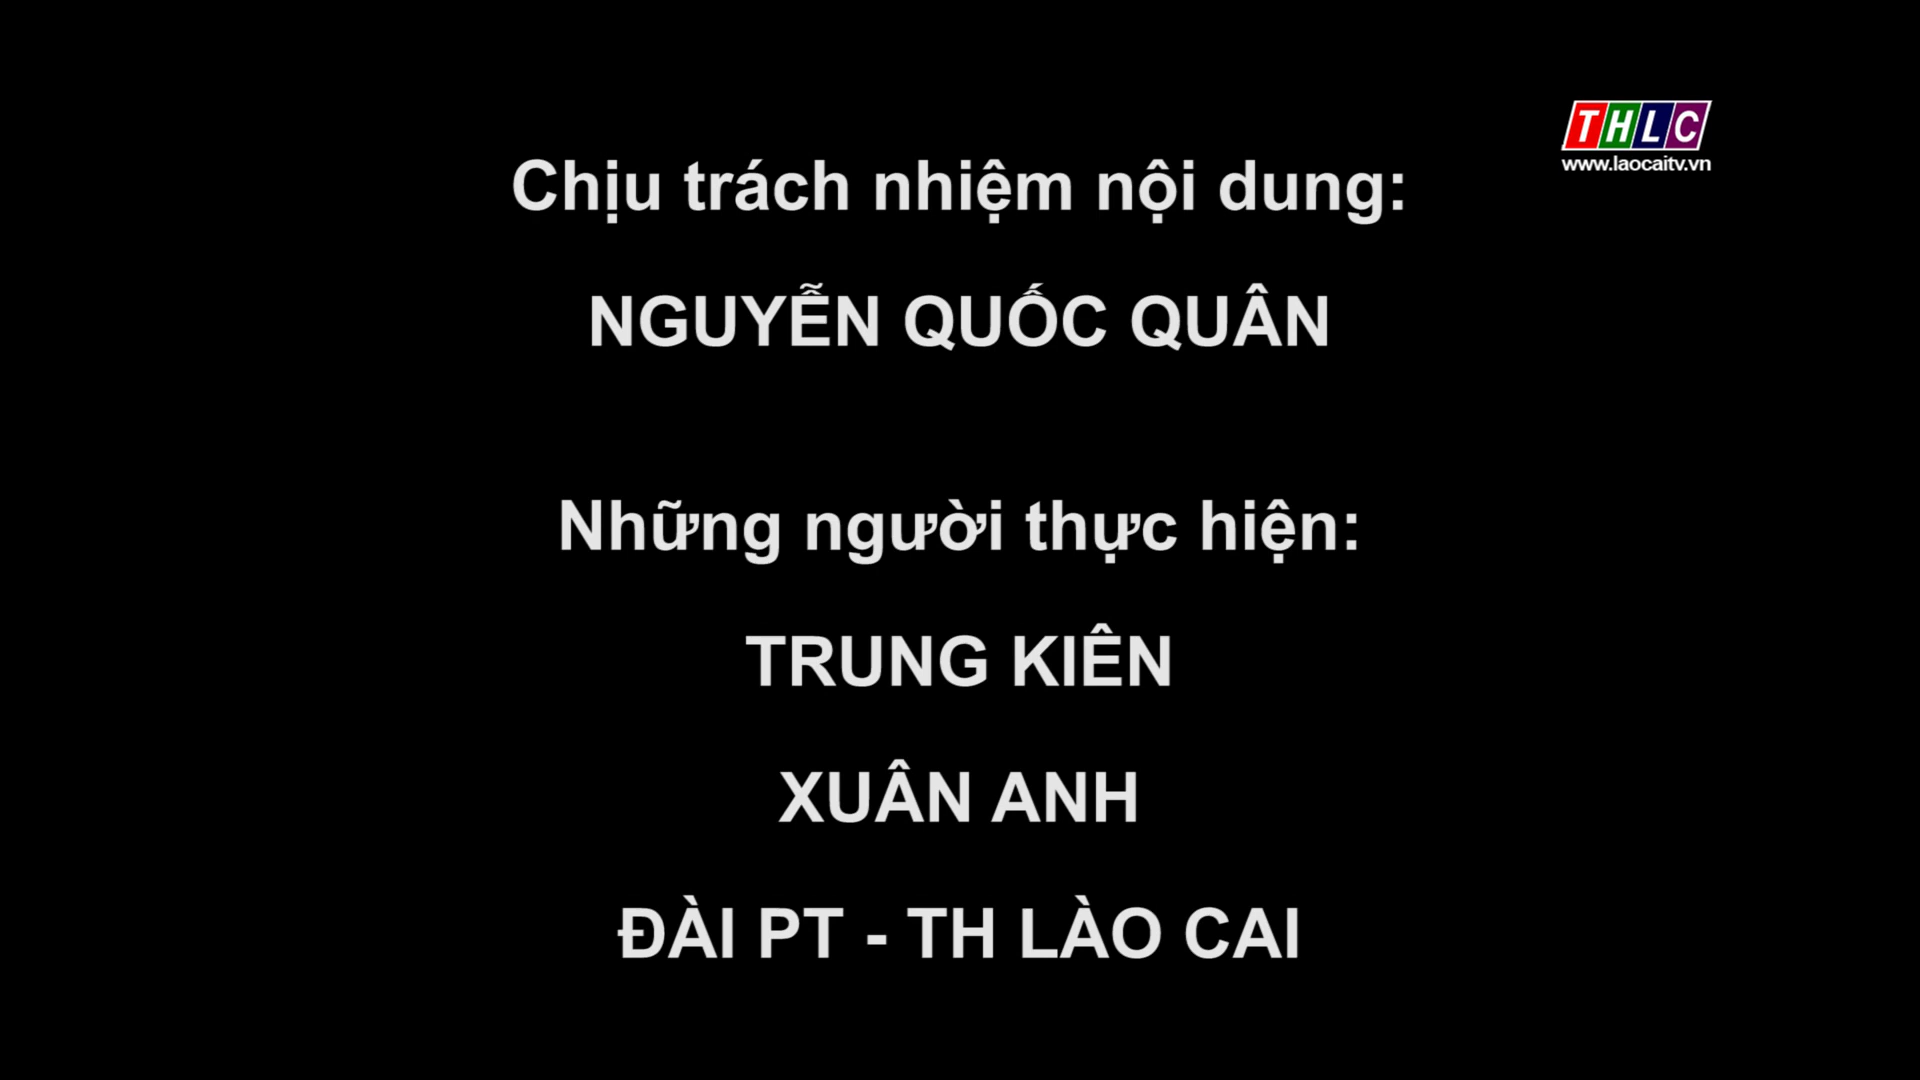 THLC
www.laocaitv.vn
Chịu trách nhiệm nội dung:
NGUYỄN QUỐC QUÂN
Những người thực hiện:
TRUNG KIÊN
XUÂN ANH
ĐÀI PT - TH LÀO CAI